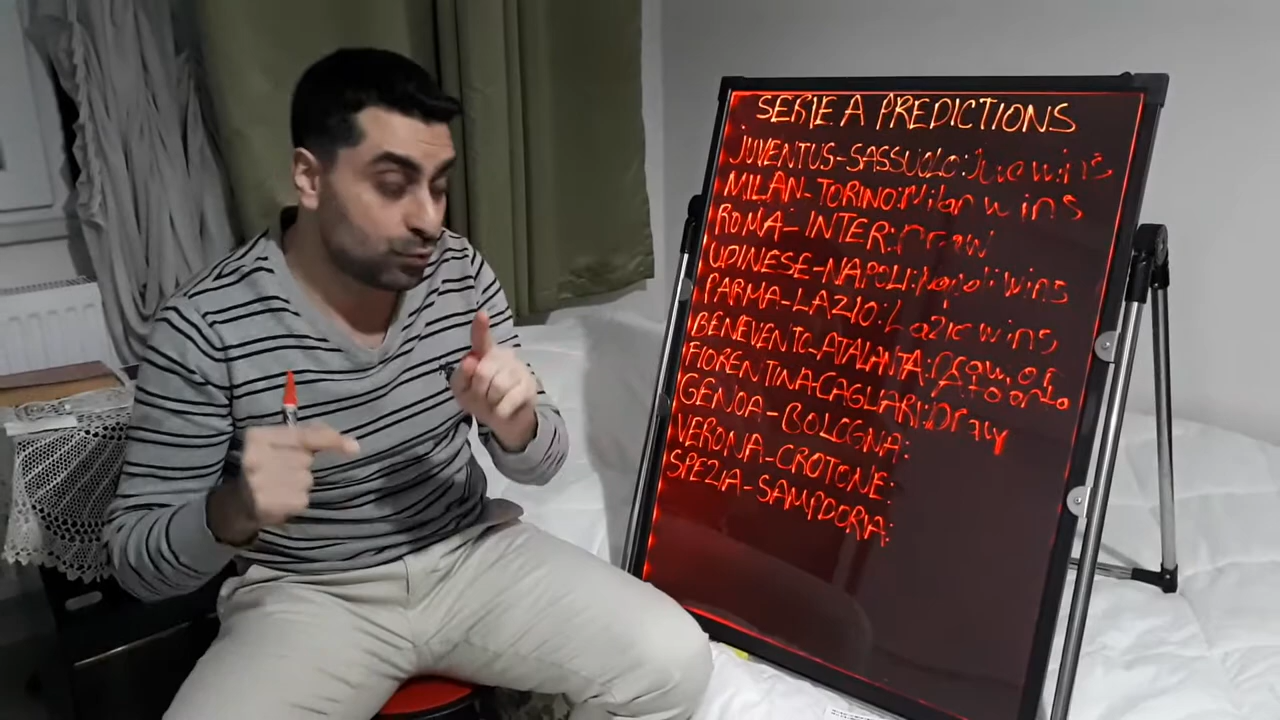 SERIE A PREDICTIONS
JUVENTUS-SASSUOLO: Juve wins
MILAN-TORINO: Milan wins
ROMA-INTER: Draw
UDINESE-NAPOLI: Napoli wins
PARMA-LAZIO: Lazio wins
BENEVENTO-ATALANTA: Draw or
Atalanta
FIORENTINA-CAGLIARI: Draw
GENOA-BOLOGNA:
VERONA-CROTONE:
SPEZIA-SAMPDORIA: